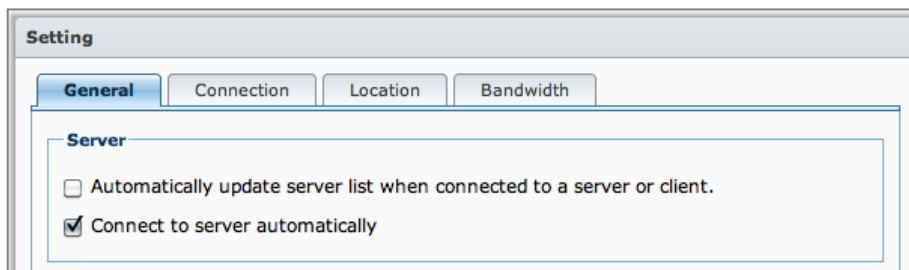 Setting
General Connection Location Bandwidth
Server
Automatically update server list when connected to a server or client.
Connect to server automatically